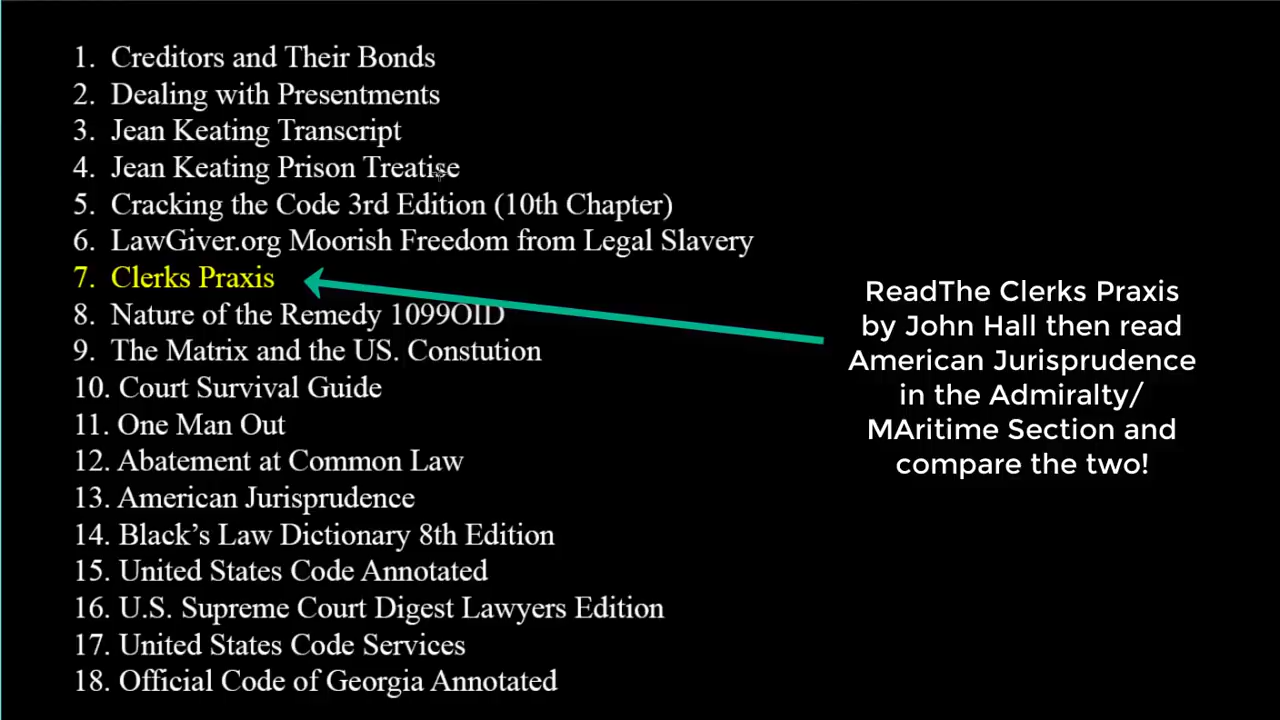 1. Creditors and Their Bonds
2. Dealing with Presentments
3. Jean Keating Transcript
4. Jean Keating Prison Treatise
5. Cracking the Code 3rd Edition (10th Chapter)
6. LawGiver.org Moorish Freedom from Legal Slavery
7. Clerks Praxis
8. Nature of the Remedy 1099OID
9. The Matrix and the US. Constution
10. Court Survival Guide
11. One Man Out
12. Abatement at Common Law
13. American Jurisprudence
14. Black's Law Dictionary 8th Edition
15. United States Code Annotated
16. U.S. Supreme Court Digest Lawyers Edition
17. United States Code Services
18. Official Code of Georgia Annotated
ReadThe Clerks Praxis
by John Hall then read
American Jurisprudence
in the Admiralty/
MAritime Section and
compare the two!